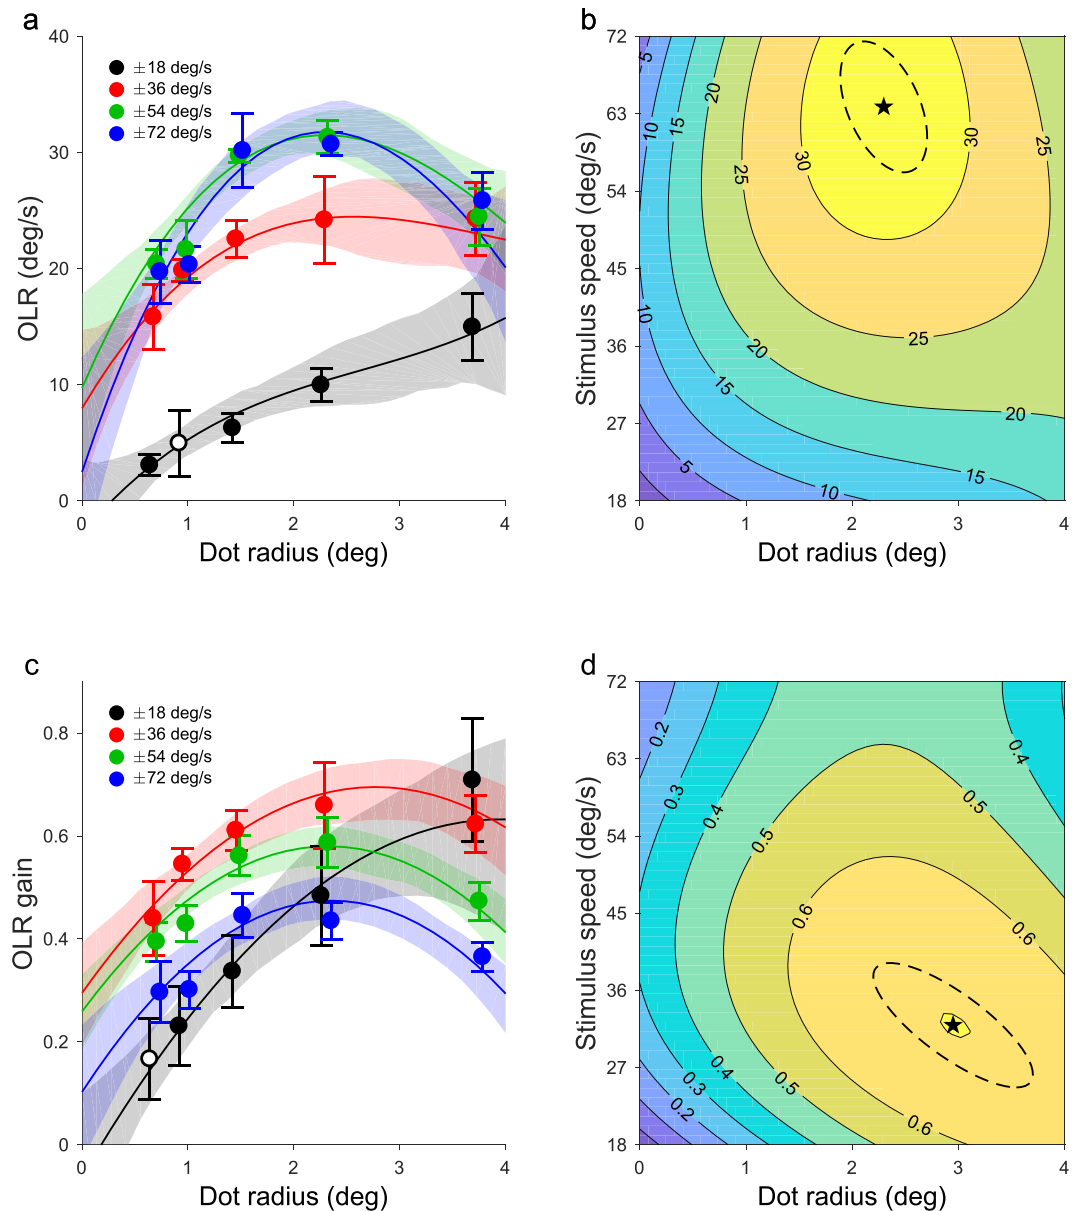 a
OLR (deg/s)
40
30
20
10
0
±18 deg/s
±36 deg/s
±54 deg/s
±72 deg/s
0 1 2 3 4
Dot radius (deg)
b
Stimulus speed (deg/s)
72
63
54
45
36
27
18
5
10
15
20
25
30
30
25
10
25
20
15
20
5
10
15
0 1 2 3 4
Dot radius (deg)
c
OLR gain
0.8
0.6
0.4
0.2
0
±18 deg/s
±36 deg/s
±54 deg/s
±72 deg/s
0 1 2 3 4
Dot radius (deg)
d
Stimulus speed (deg/s)
72
63
54
45
36
27
18
0.2
0.3
0.4
0.5
0.4
0.5
0.6
0.6
0.4
0.3
0.2
0.5
0.6
0 1 2 3 4
Dot radius (deg)